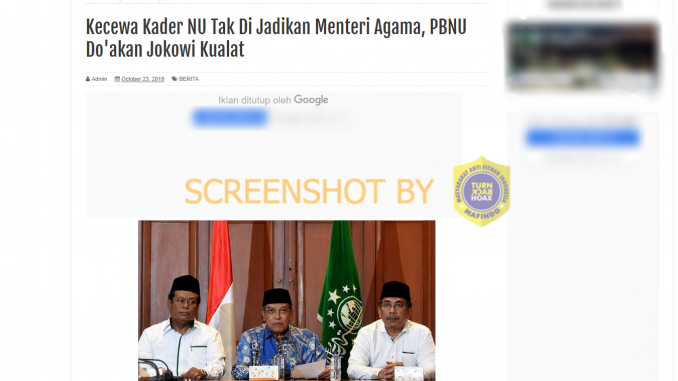 Kecewa Kader NU Tak Di Jadikan Menteri Agama, PBNU
Do'akan Jokowi Kualat
Admin October 23, 2019 BERITA
Iklan ditutup oleh Google
SCREENSHOT BY
MASYARAKAT ANTI FITNAH INDONESIA
TURN
BACK
HOAX
MAFINDO